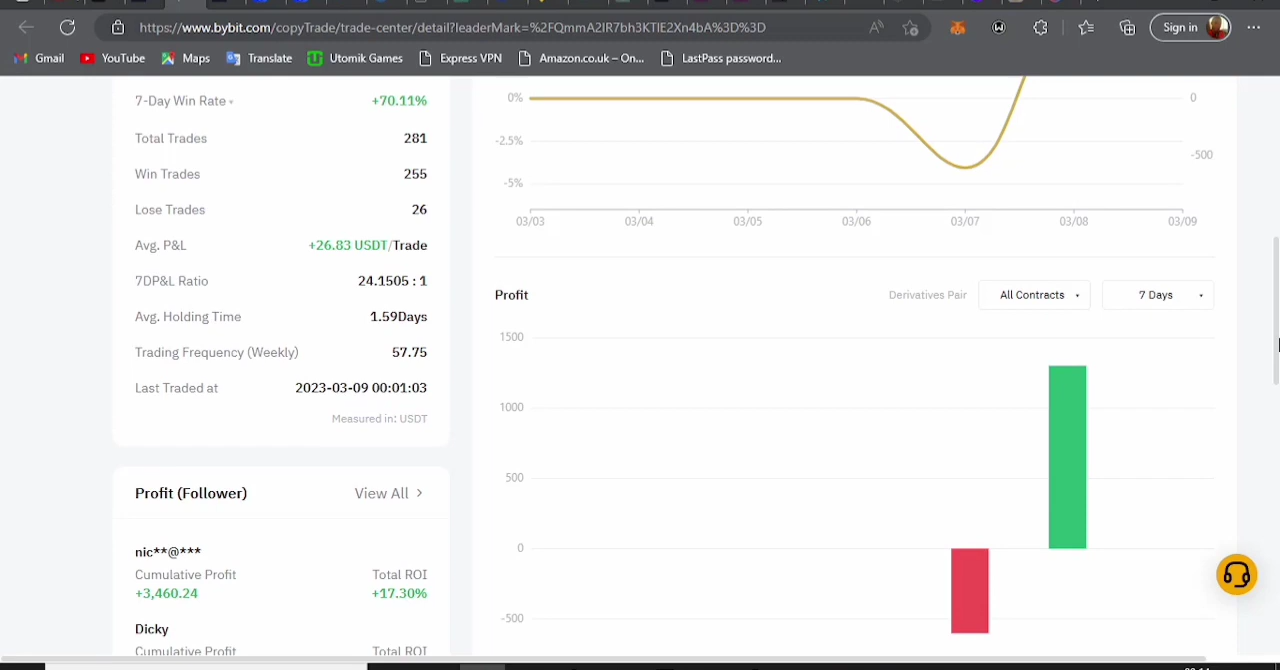 https://www.bybit.com/copyTrade/trade-center/detail?leaderMark=%2FQmmA2IR7bh3KTlE2Xn4bA%3D%3D
Sign in
Gmail YouTube Maps Translate Utomik Games Express VPN Amazon.co.uk – On... LastPass password...
7-Day Win Rate +70.11%
Total Trades 281
Win Trades 255
Lose Trades 26
Avg. P&L +26.83 USDT/Trade
7DP&L Ratio 24.1505 : 1
Avg. Holding Time 1.59Days
Trading Frequency (Weekly) 57.75
Last Traded at 2023-03-09 00:01:03
Measured in: USDT
Profit (Follower) View All
nic**@***
Cumulative Profit Total ROI
+3,460.24 +17.30%
Dicky
Cumulative Profit Total ROI
0% 0
-2.5%
-500
-5%
03/03 03/04 03/05 03/06 03/07 03/08 03/09
Profit Derivatives Pair All Contracts 7 Days
1500
1000
500
0
-500